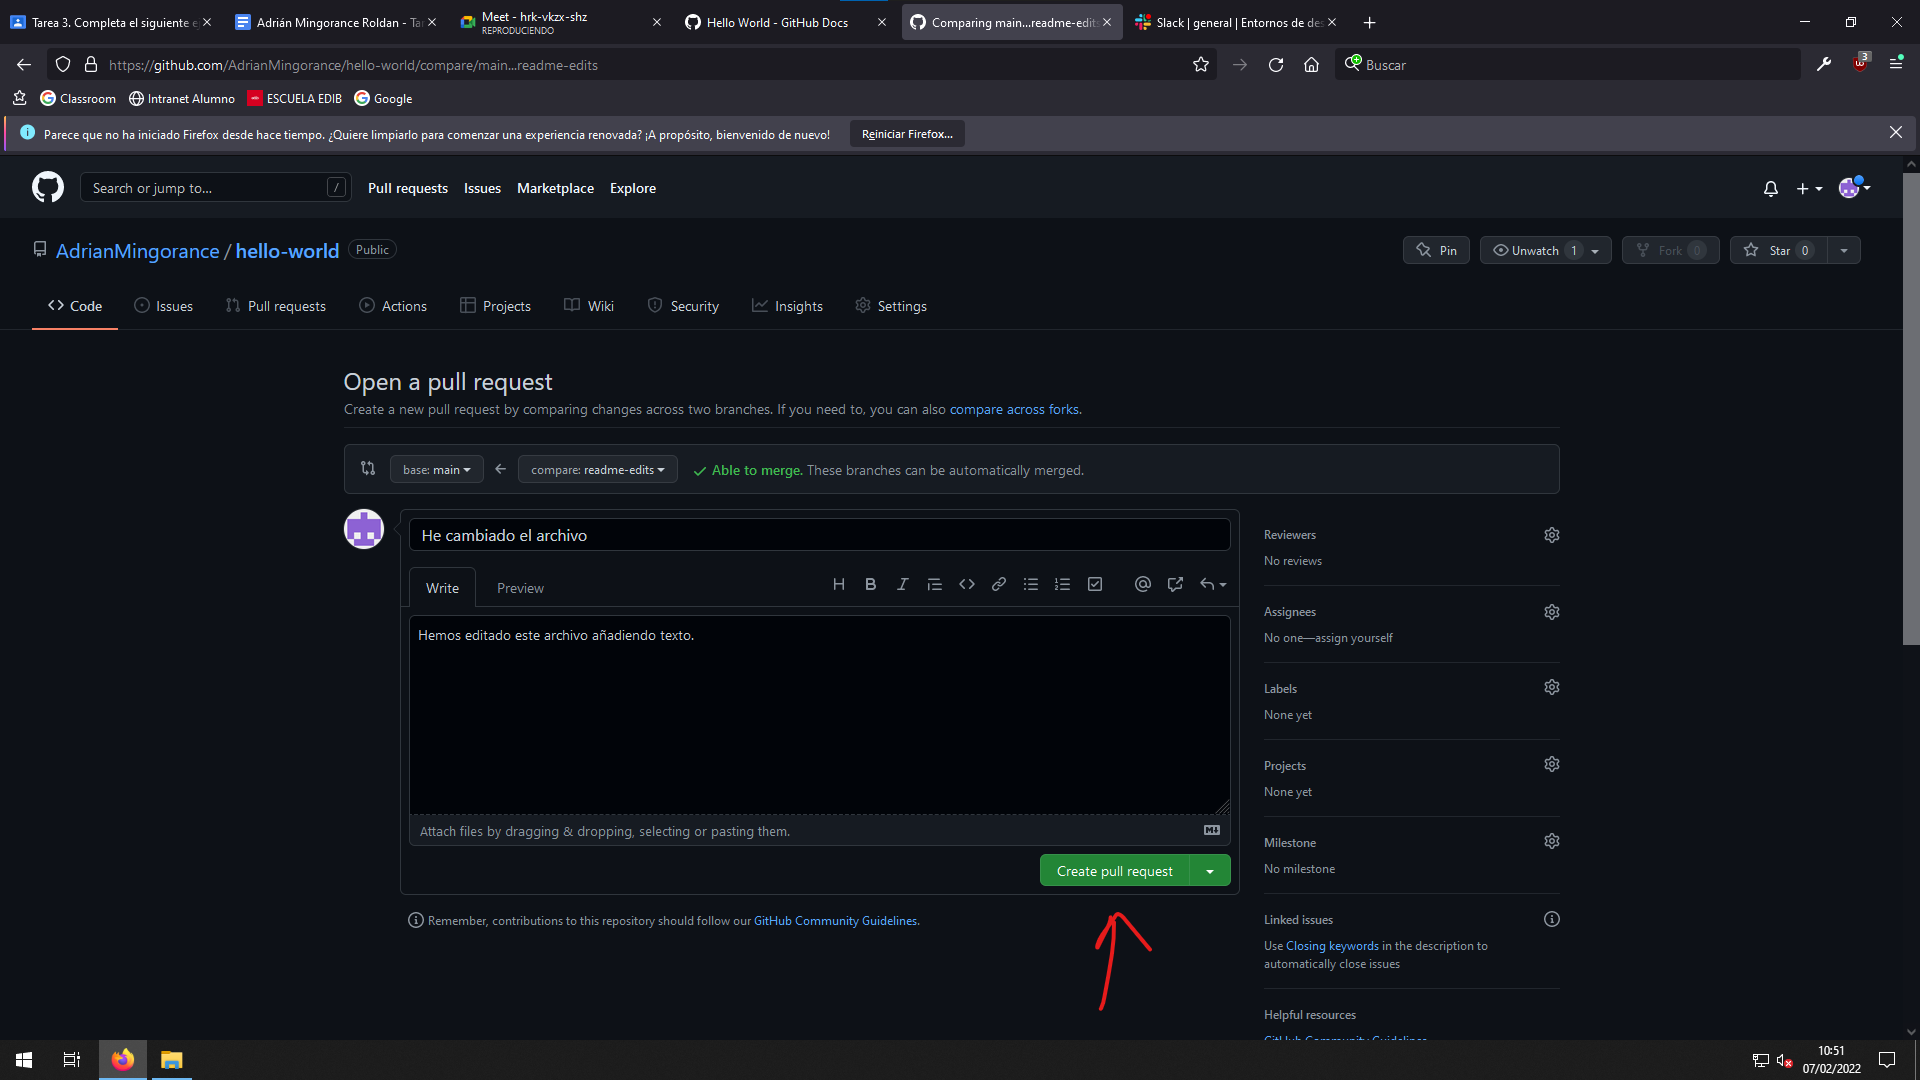 Tarea 3. Completa el siguiente e
Adrián Mingorance Roldan - Ta
Meet - hrk-vkzx-shz
REPRODUCIENDO
Hello World - GitHub Docs
Comparing main...readme-edits
Slack | general | Entornos de des
https://github.com/AdrianMingorance/hello-world/compare/main...readme-edits
Buscar
3
Classroom
Intranet Alumno
ESCUELA EDIB
Google
Parece que no ha iniciado Firefox desde hace tiempo. ¿Quiere limpiarlo para comenzar una experiencia renovada? ¡A propósito, bienvenido de nuevo!
Reiniciar Firefox...
Search or jump to...
/
Pull requests
Issues
Marketplace
Explore
AdrianMingorance / hello-world
Public
Pin
Unwatch 1
Fork 0
Star 0
Code
Issues
Pull requests
Actions
Projects
Wiki
Security
Insights
Settings
Open a pull request
Create a new pull request by comparing changes across two branches. If you need to, you can also compare across forks.
base: main
compare: readme-edits
Able to merge. These branches can be automatically merged.
He cambiado el archivo
Write
Preview
Hemos editado este archivo añadiendo texto.
Attach files by dragging & dropping, selecting or pasting them.
Create pull request
Remember, contributions to this repository should follow our GitHub Community Guidelines.
Reviewers
No reviews
Assignees
No one—assign yourself
Labels
None yet
Projects
None yet
Milestone
No milestone
Linked issues
Use Closing keywords in the description to
automatically close issues
Helpful resources
GitHub Community Guidelines
10:51
07/02/2022